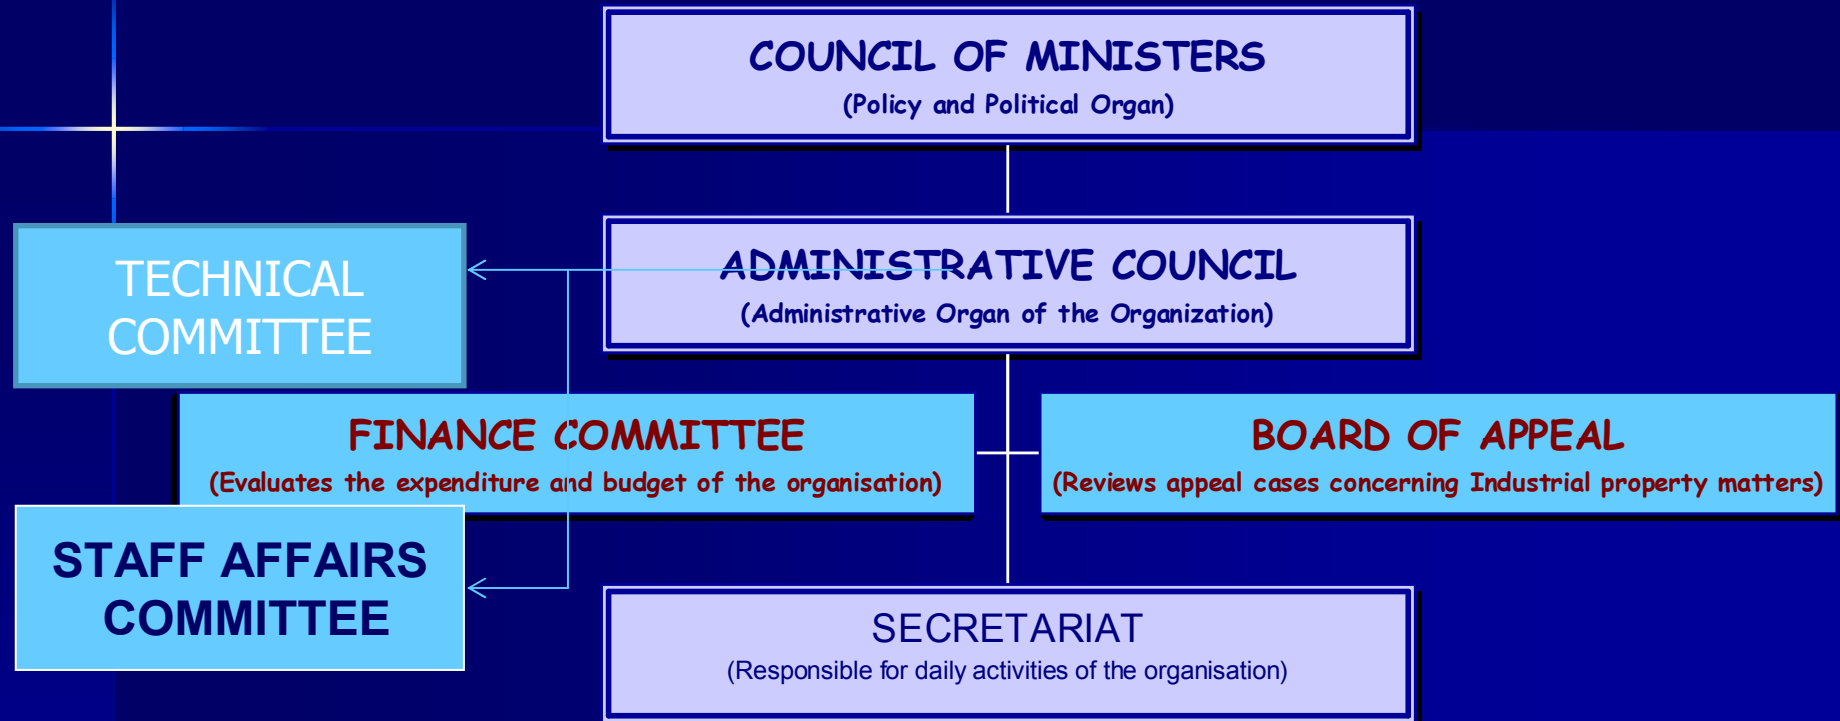 COUNCIL OF MINISTERS
(Policy and Political Organ)
TECHNICAL
COMMITTEE
ADMINISTRATIVE COUNCIL
(Administrative Organ of the Organization)
FINANCE COMMITTEE
(Evaluates the expenditure and budget of the organisation)
BOARD OF APPEAL
(Reviews appeal cases concerning Industrial property matters)
STAFF AFFAIRS
COMMITTEE
SECRETARIAT
(Responsible for daily activities of the organisation)